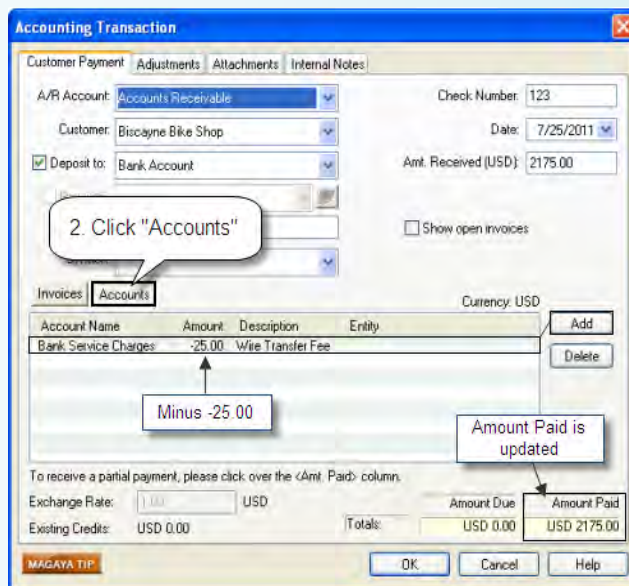 Accounting Transaction
Customer Payment Adjustments Attachments Internal Notes
A/R Account: Accounts Receivable Check Number: 123
Customer: Biscayne Bike Shop Date: 7/25/2011
Deposit to: Bank Account Amt. Received (USD): 2175.00
2. Click "Accounts"
Show open invoices
Invoices Accounts
Currency: USD
Account Name Amount Description Entity Add
Bank Service Charges -25.00 Wire Transfer Fee
Delete
Minus -25.00
Amount Paid is
updated
To receive a partial payment, please click over the <Amt. Paid> column.
Exchange Rate: 1.00 USD Amount Due Amount Paid
Existing Credits: USD 0.00 Totals: USD 0.00 USD 2175.00
MAGAYA TIP OK Cancel Help